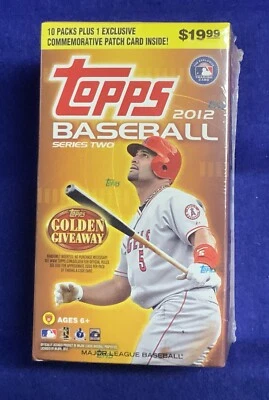 10 PACKS PLUS 1 EXCLUSIVE
COMMEMORATIVE PATCH CARD INSIDE!
$19.99
topps
2012
BASEBALL
SERIES TWO
Topps
GOLDEN
GIVEAWAY
ANGELS
5
AGES 6+
MAJOR LEAGUE BASEBALL